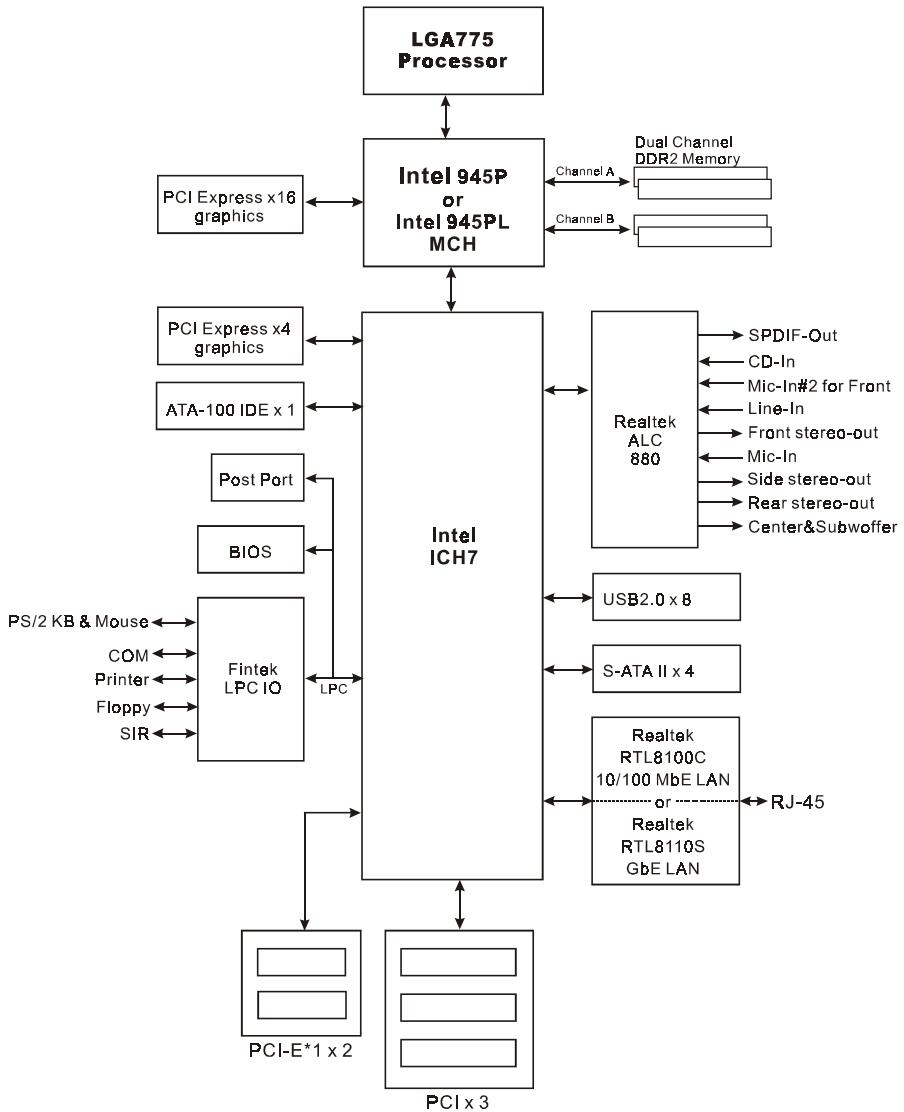 LGA775
Processor
Intel 945P
or
Intel 945PL
MCH
PCI Express x16
graphics
Channel A
Channel B
Dual Channel
DDR2 Memory
PCI Express x4
graphics
ATA-100 IDE x 1
Post Port
BIOS
PS/2 KB & Mouse
COM
Printer
Floppy
SIR
Fintek
LPC IO
LPC
Intel
ICH7
Realtek
ALC
880
SPDIF-Out
CD-In
Mic-In#2 for Front
Line-In
Front stereo-out
Mic-In
Side stereo-out
Rear stereo-out
Center&Subwoffer
USB2.0 x 8
S-ATA II x 4
Realtek
RTL8100C
10/100 MbE LAN
or
Realtek
RTL8110S
GbE LAN
RJ-45
PCI-E*1 x 2
PCI x 3